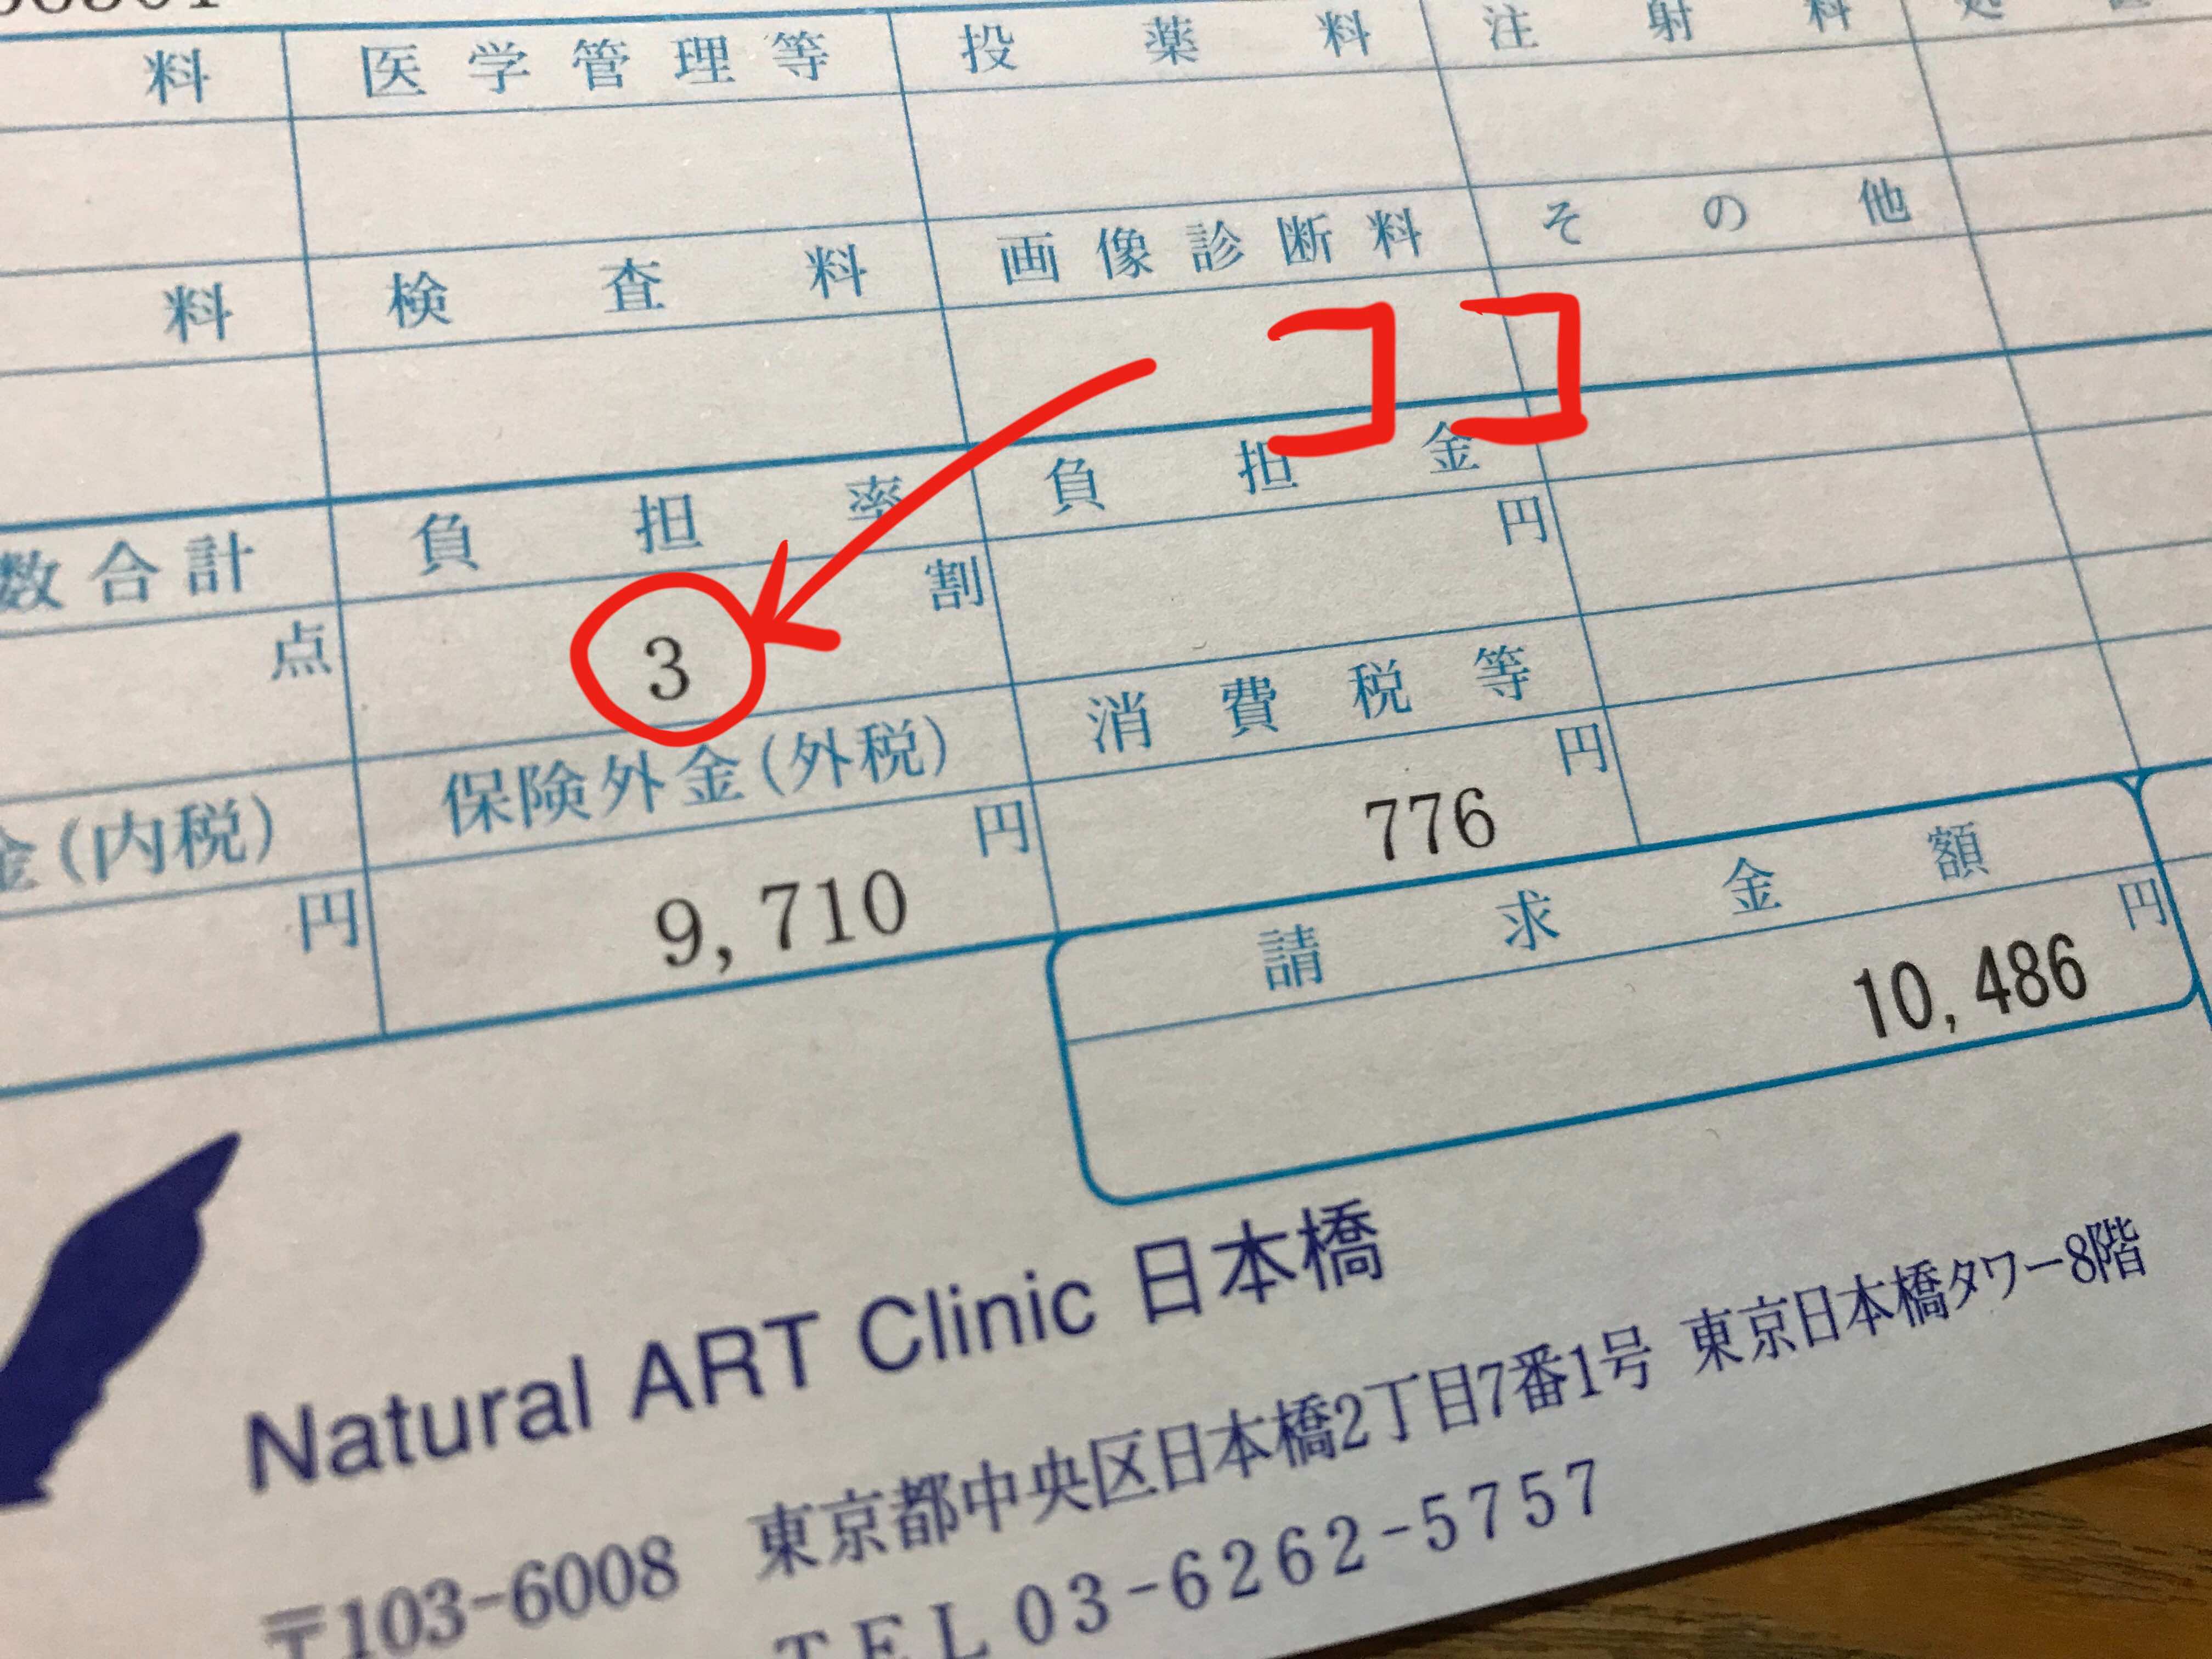 料 医学管理等 投薬料 注射料
料 検査料 画像診断料 その他
ココ
数合計 負担率 負担金
点 3 割 円
金(内税) 保険外金(外税) 消費税等
円 9,710 円 776 円
請求金額
10,486 円
Natural ART Clinic 日本橋
〒103-6008 東京都中央区日本橋2丁目7番1号 東京日本橋タワー8階
TEL 03-6262-5757